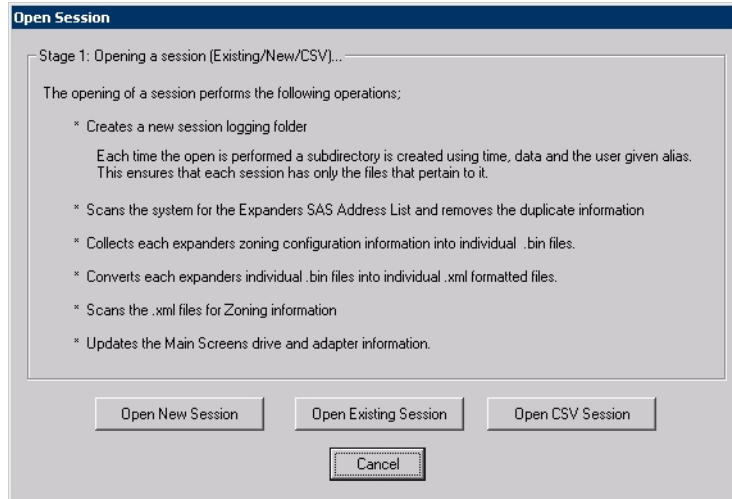 Open Session
Stage 1: Opening a session (Existing/New/CSV)...
The opening of a session performs the following operations;
* Creates a new session logging folder
Each time the open is performed a subdirectory is created using time, data and the user given alias.
This ensures that each session has only the files that pertain to it.
* Scans the system for the Expanders SAS Address List and removes the duplicate information
* Collects each expanders zoning configuration information into individual .bin files.
* Converts each expanders individual .bin files into individual .xml formatted files.
* Scans the .xml files for Zoning information
* Updates the Main Screens drive and adapter information.
Open New Session
Open Existing Session
Open CSV Session
Cancel